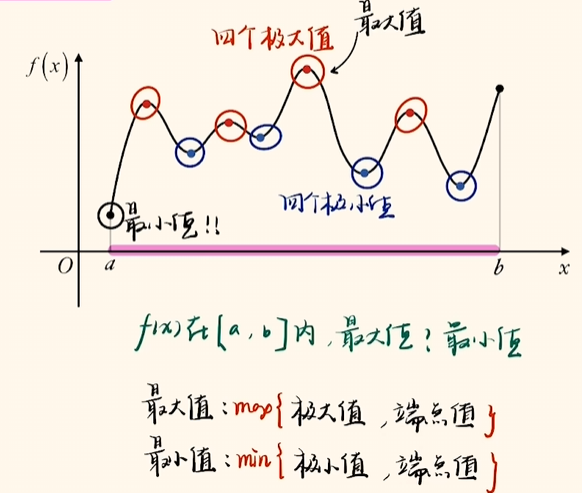 四个极大值
最大值
f(x)
最小值!!
四个极小值
O
a
b
x
f(x)在[a,b]内,最大值?最小值
最大值:max{极大值,端点值}
最小值:min{极小值,端点值}